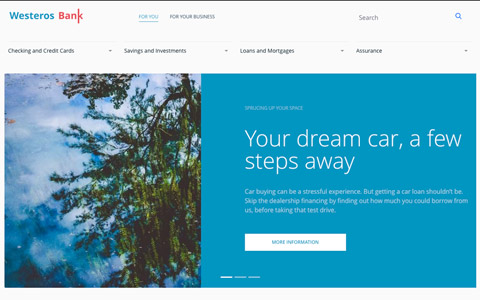 Westeros Bank
FOR YOU
FOR YOUR BUSINESS
Search
Checking and Credit Cards
Savings and Investments
Loans and Mortgages
Assurance
SPRUCING UP YOUR SPACE
Your dream car, a few
steps away
Car buying can be a stressful experience. But getting a car loan shouldn't be.
Skip the dealership financing by finding out how much you could borrow from
us, before taking that test drive.
MORE INFORMATION